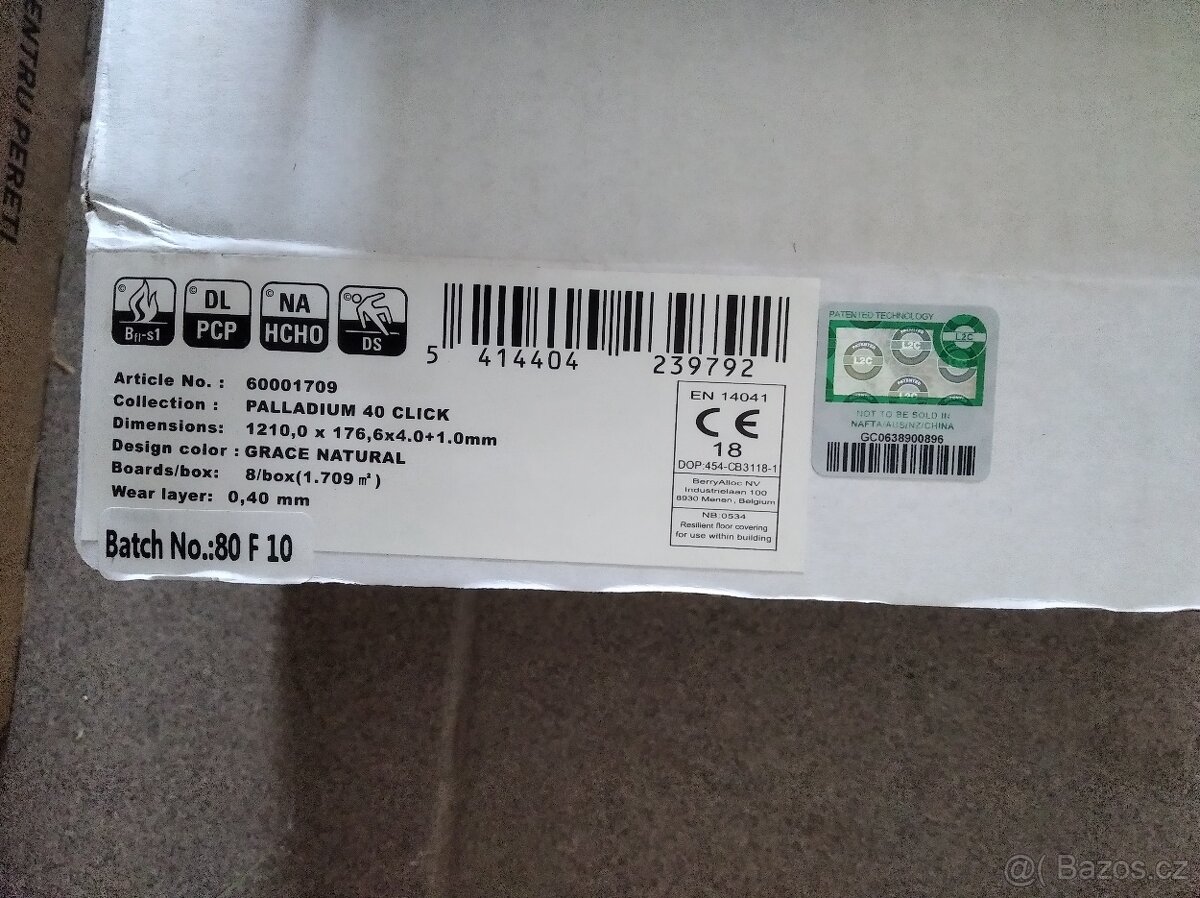 ENTRU PERETI
Bfl-s1
DL
PCP
NA
HCHO
DS
5 414404 239792
Article No. : 60001709
Collection : PALLADIUM 40 CLICK
Dimensions: 1210,0 x 176,6x4.0+1.0mm
Design color : GRACE NATURAL
Boards/box: 8/box(1.709 ㎡)
Wear layer: 0,40 mm
Batch No.:80 F 10
EN 14041
CE
18
DOP:454-CB3118-1
BerryAlloc NV
Industrielaan 100
8930 Menen, Belgium
NB:0534
Resilient floor covering
for use within building
PATENTED TECHNOLOGY
L2C
L2C
L2C
PATENTED
L2C
NOT TO BE SOLD IN
NAFTA/AUS/NZ/CHINA
GC0638900896
@( Bazos.cz